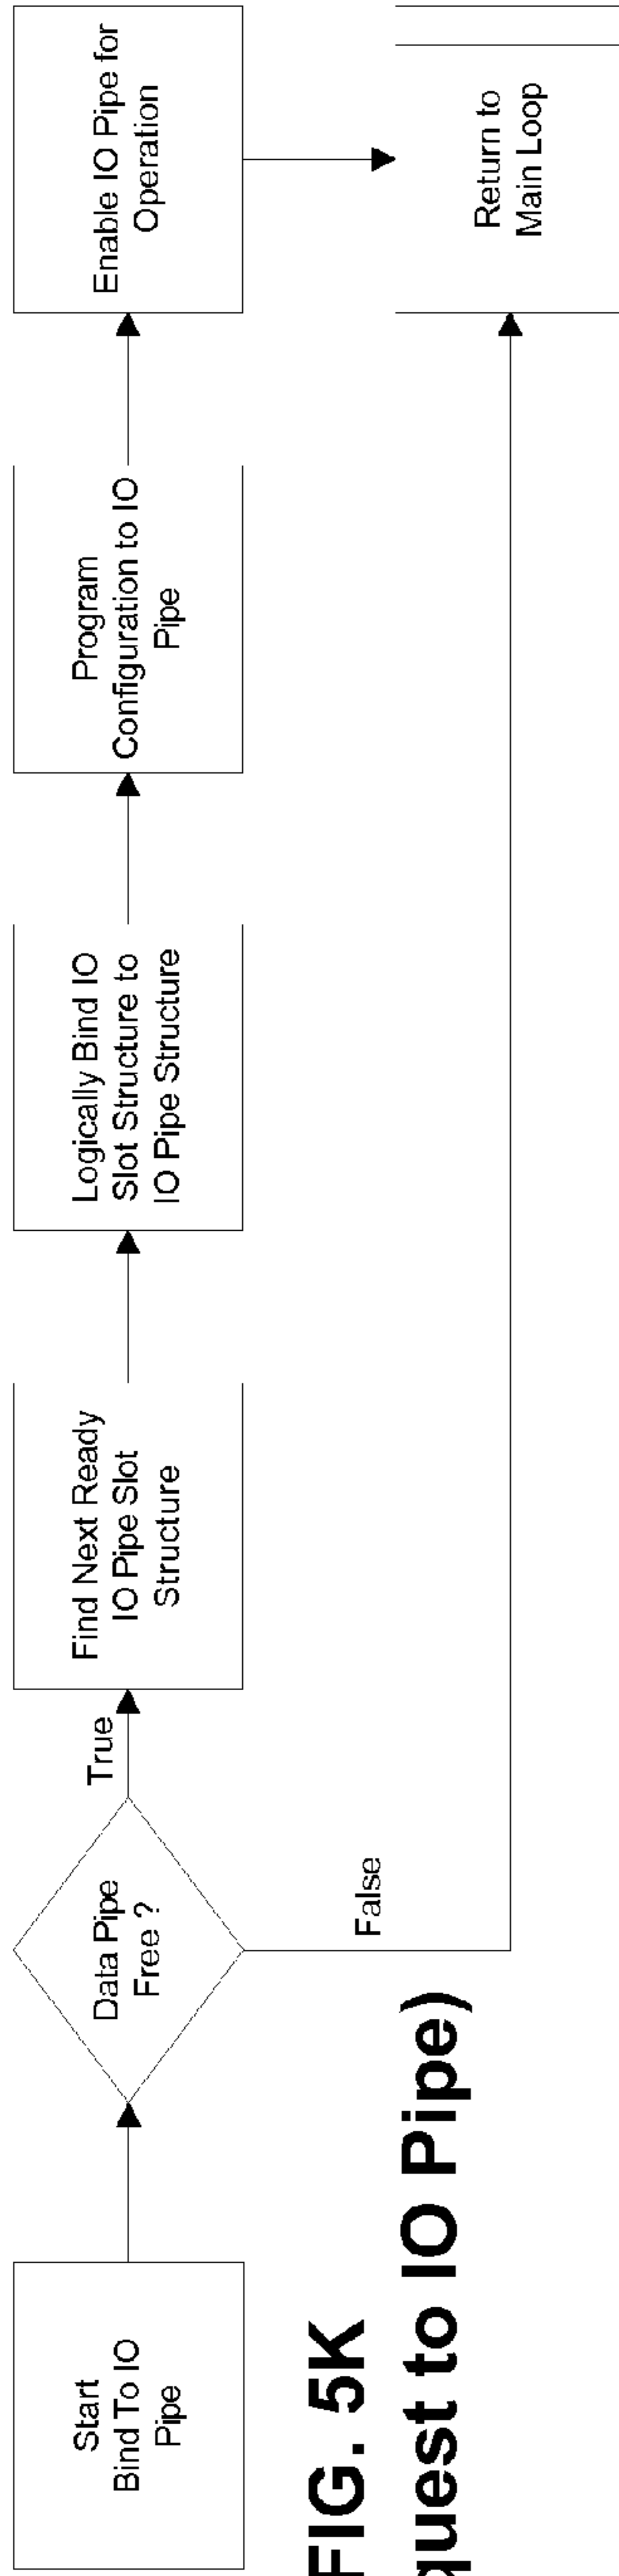 Start
Bind To IO
Pipe
Data Pipe
Free ?
True
False
Find Next Ready
IO Pipe Slot
Structure
Logically Bind IO
Slot Structure to
IO Pipe Structure
Program
Configuration to IO
Pipe
Enable IO Pipe for
Operation
Return to
Main Loop
FIG. 5K
to IO Pipe)